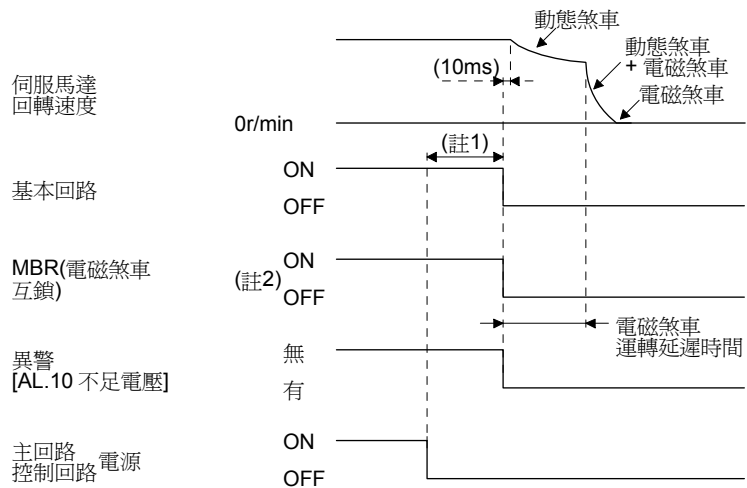 動態煞車
動態煞車
+ 電磁煞車
電磁煞車
(10ms)
伺服馬達
回轉速度
0r/min
(註1)
基本回路
ON
OFF
MBR(電磁煞車
互鎖)
(註2)
ON
OFF
電磁煞車
運轉延遲時間
異警
[AL.10 不足電壓]
無
有
主回路
控制回路 電源
ON
OFF